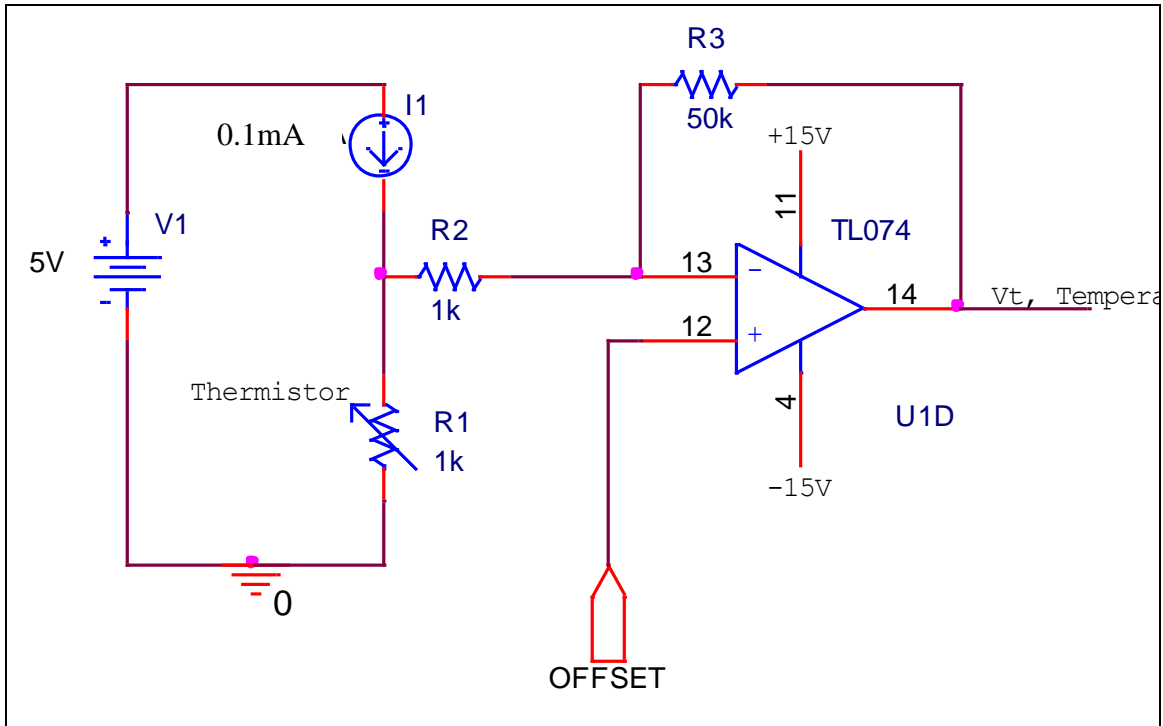 R3
50k
I1
0.1mA
+15V
11
TL074
V1
+
5V
-
R2
1k
13
-
14
Vt, Tempera
12
+
Thermistor
R1
1k
4
U1D
-15V
0
OFFSET